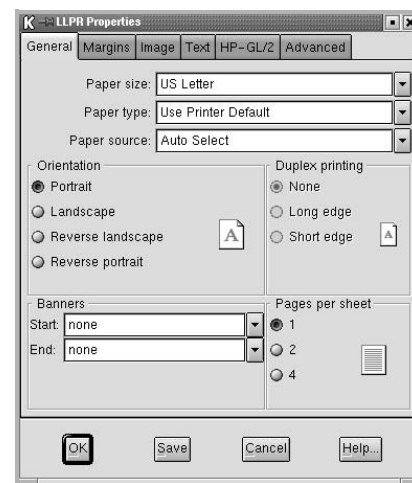 LLPR Properties
General Margins Image Text HP-GL/2 Advanced
Paper size: US Letter
Paper type: Use Printer Default
Paper source: Auto Select
Orientation
Portrait
Landscape
Reverse landscape
Reverse portrait
A
Duplex printing
None
Long edge
Short edge
A
Banners
Start: none
End: none
Pages per sheet
1
2
4
OK Save Cancel Help...